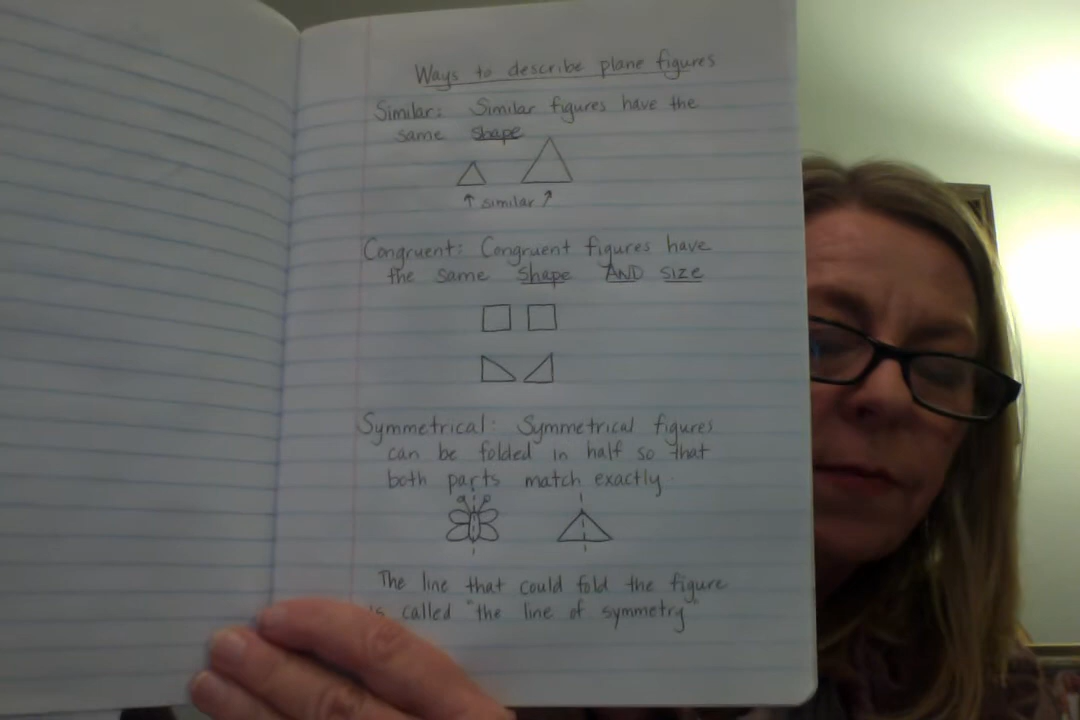 Ways to describe plane figures
Similar: Similar figures have the
same shape
↑ similar ↑
Congruent: Congruent figures have
the same shape AND size
Symmetrical: Symmetrical figures
can be folded in half so that
both parts match exactly.
The line that could fold the figure
is called "the line of symmetry"